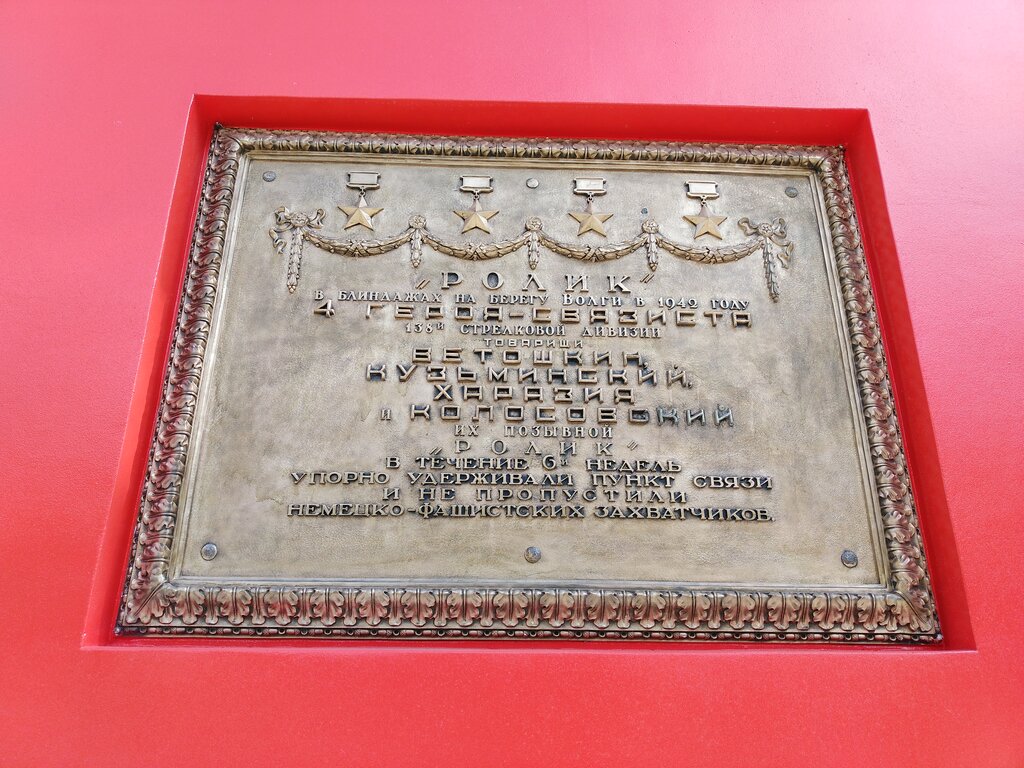 „РОЛИК"
В БЛИНДАЖАХ НА БЕРЕГУ ВОЛГИ В 1942 ГОДУ
4 ГЕРОЯ-СВЯЗИСТА
138й СТРЕЛКОВОЙ ДИВИЗИИ
ТОВАРИЩИ
ВЕТОШКИН,
КУЗЬМИНСКИЙ,
ХАРАЗИЯ
И КОЛОСОВСКИЙ
ИХ ПОЗЫВНОЙ
„РОЛИК"
В ТЕЧЕНИЕ 6и НЕДЕЛЬ
УПОРНО УДЕРЖИВАЛИ ПУНКТ СВЯЗИ
И НЕ ПРОПУСТИЛИ
НЕМЕЦКО-ФАШИСТСКИХ ЗАХВАТЧИКОВ.